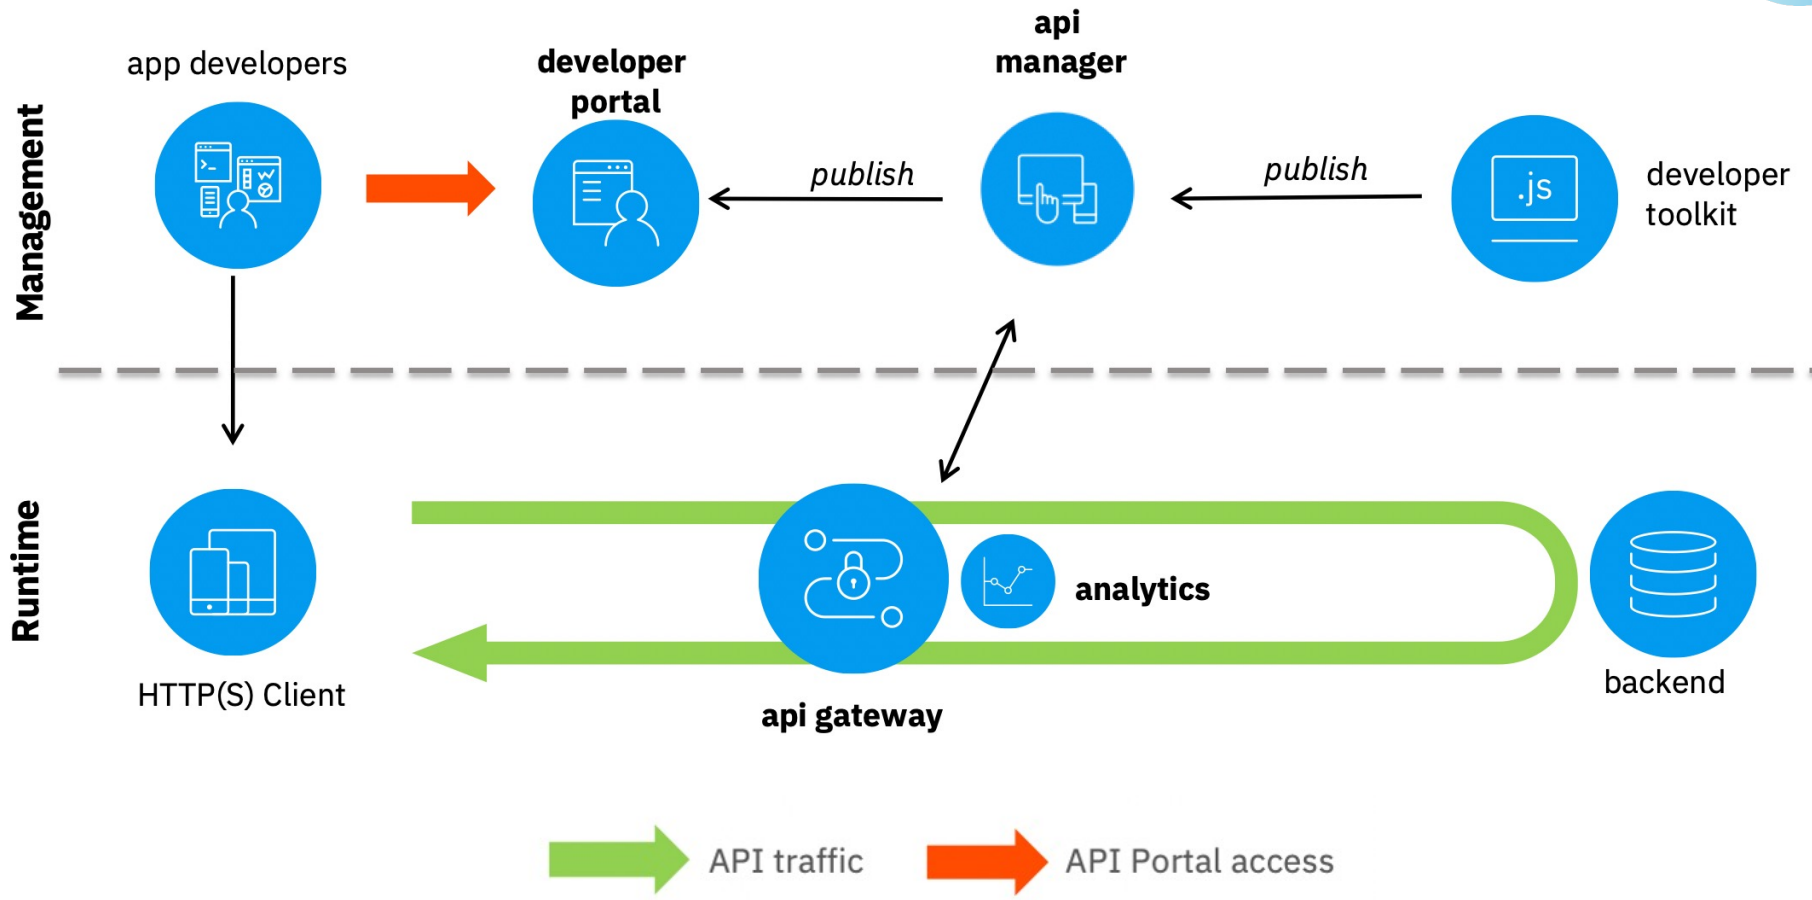 api
manager
app developers
developer
portal
Management
publish
publish
.js
developer
toolkit
Runtime
analytics
HTTP(S) Client
api gateway
backend
API traffic
API Portal access